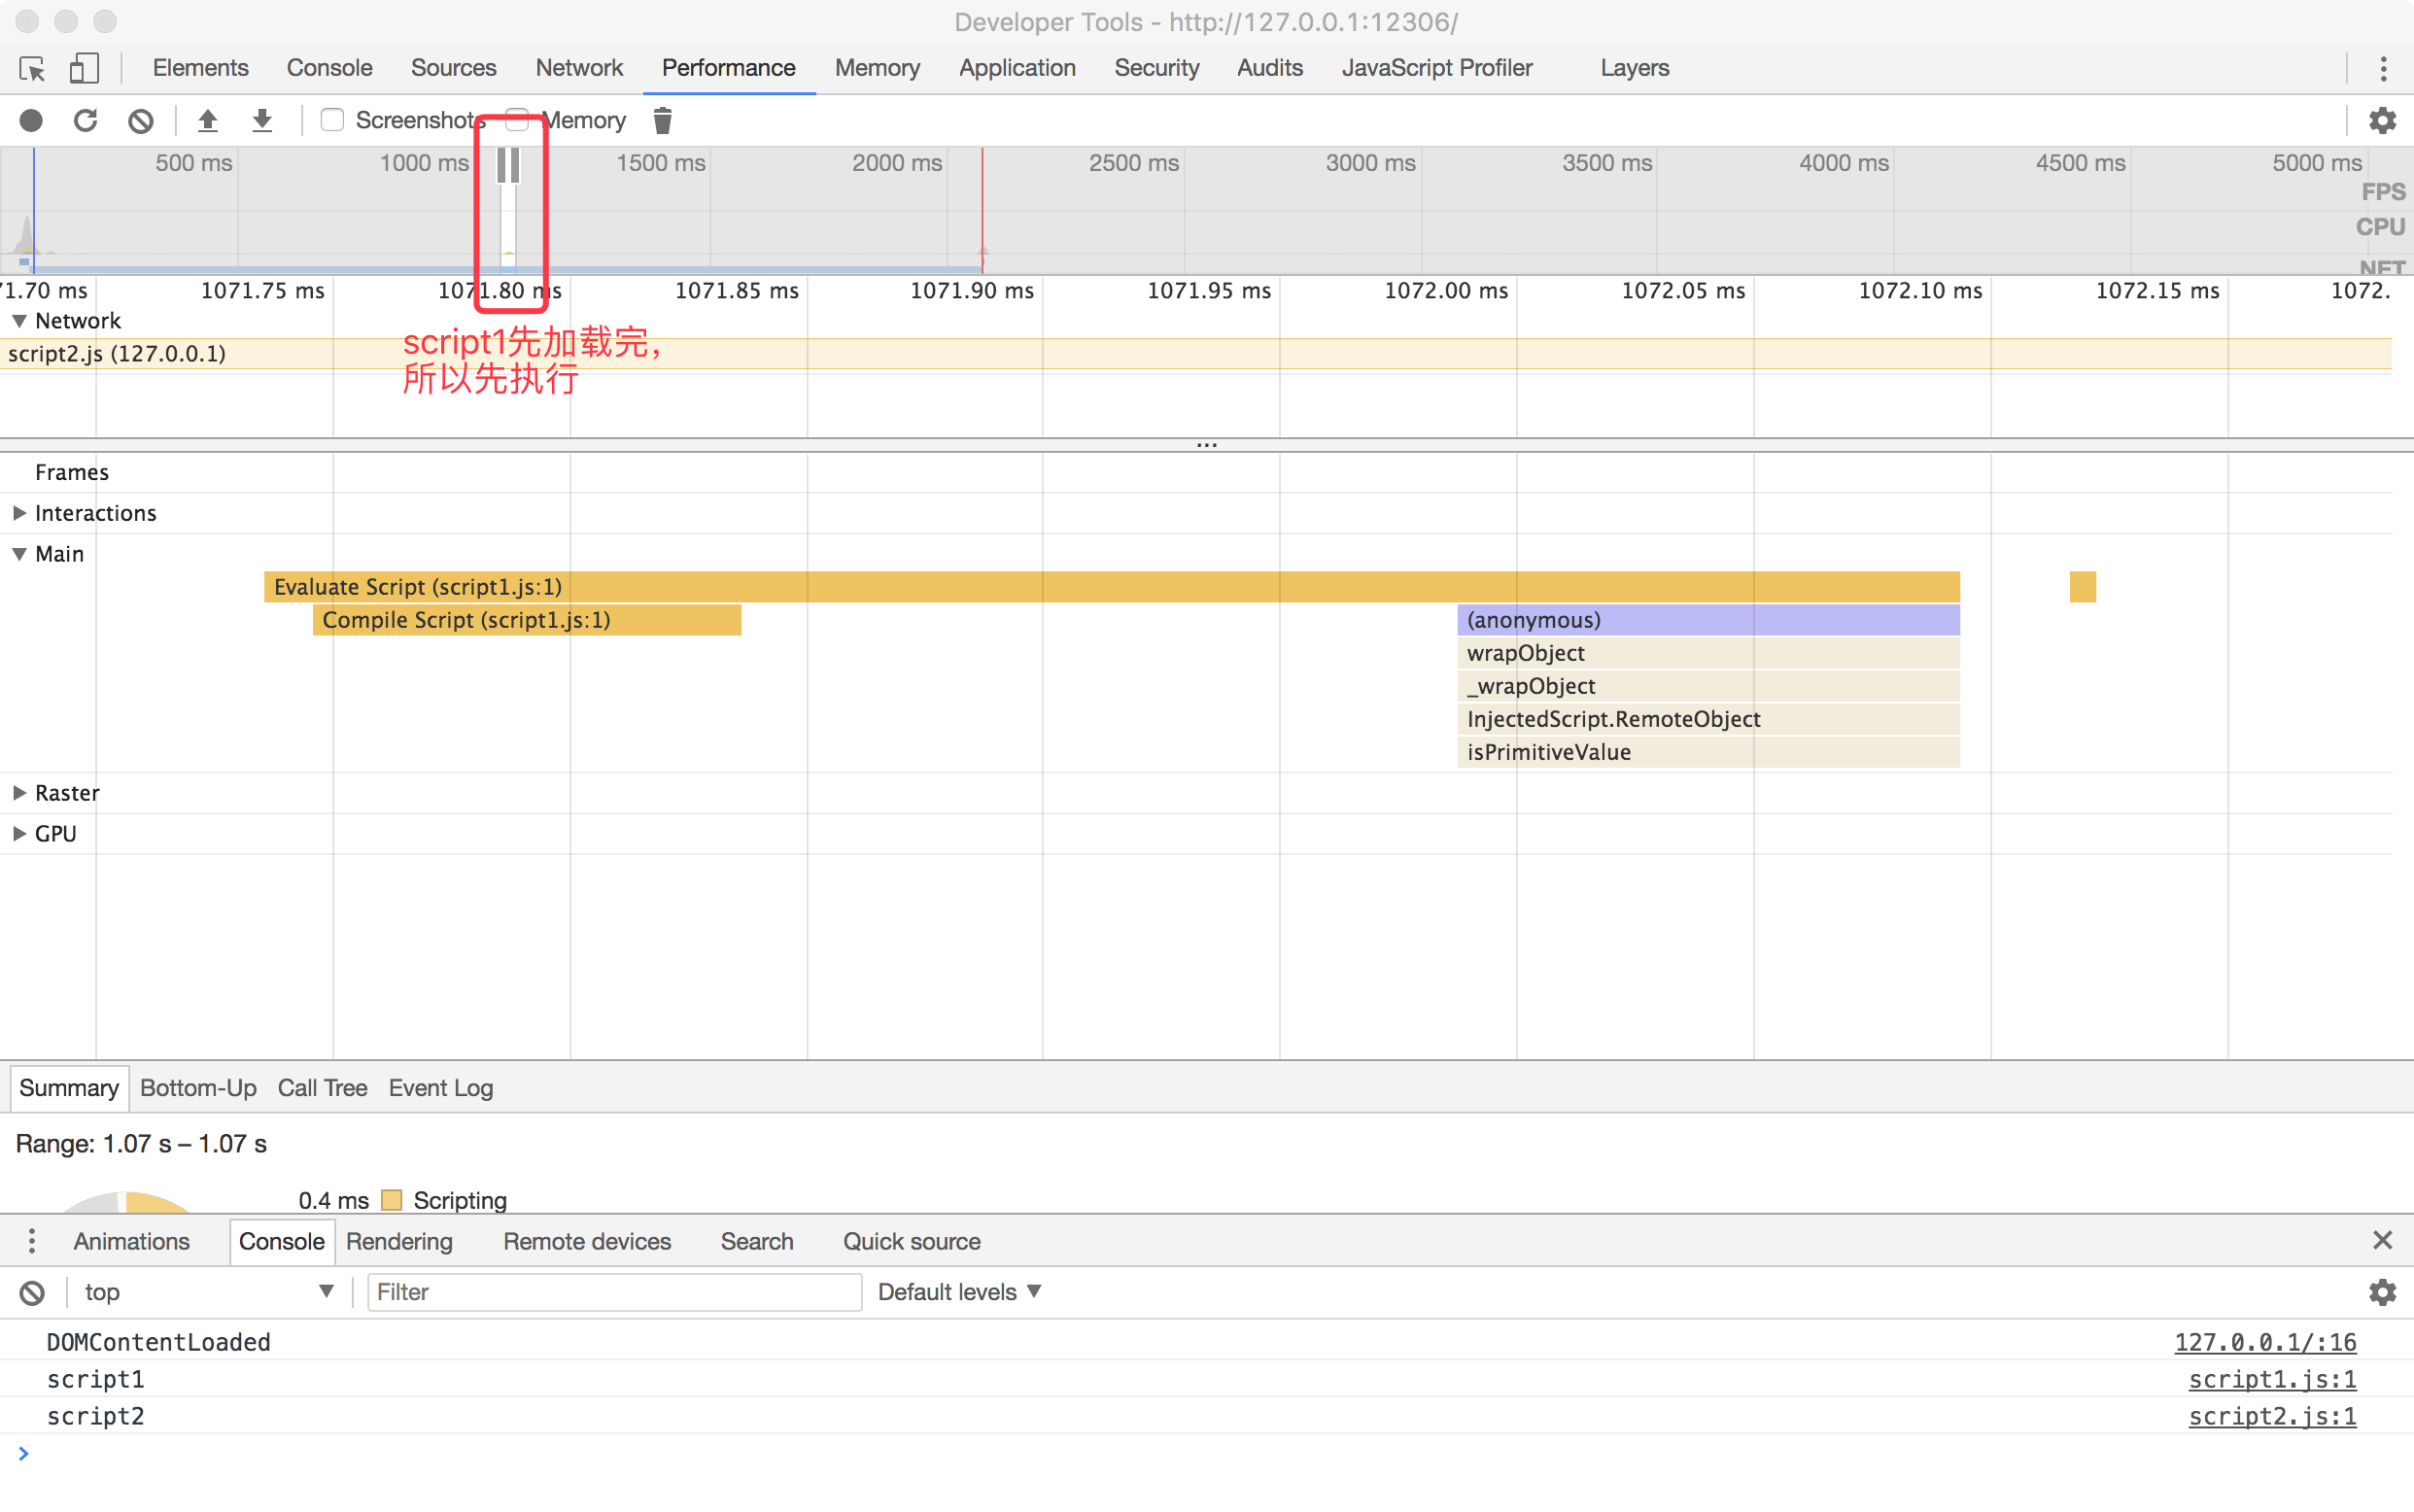 Developer Tools - http://127.0.0.1:12306/
Elements Console Sources Network Performance Memory Application Security Audits JavaScript Profiler Layers
Screenshots Memory
500 ms 1000 ms 1500 ms 2000 ms 2500 ms 3000 ms 3500 ms 4000 ms 4500 ms 5000 ms
FPS
CPU
NET
71.70 ms 1071.75 ms 1071.80 ms 1071.85 ms 1071.90 ms 1071.95 ms 1072.00 ms 1072.05 ms 1072.10 ms 1072.15 ms 1072.
Network
script2.js (127.0.0.1)
script1先加载完，
所以先执行
...
Frames
Interactions
Main
Evaluate Script (script1.js:1)
Compile Script (script1.js:1) (anonymous)
wrapObject
_wrapObject
InjectedScript.RemoteObject
isPrimitiveValue
Raster
GPU
Summary Bottom-Up Call Tree Event Log
Range: 1.07 s – 1.07 s
0.4 ms Scripting
Animations Console Rendering Remote devices Search Quick source
top Filter Default levels
DOMContentLoaded 127.0.0.1/:16
script1 script1.js:1
script2 script2.js:1